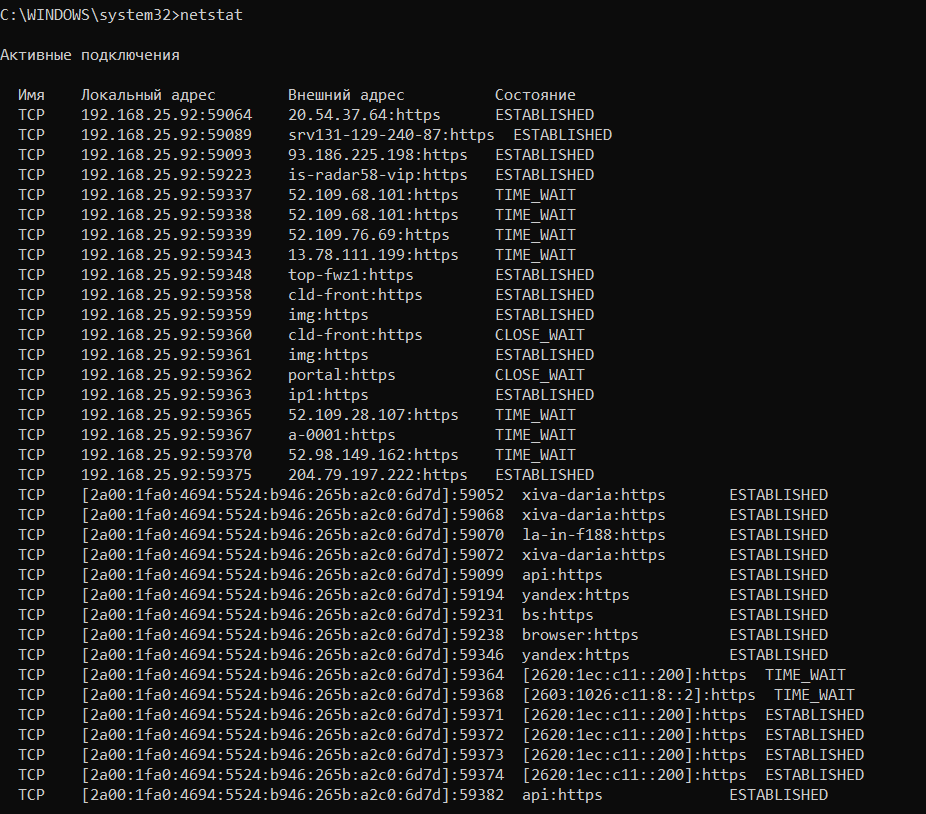 C:\WINDOWS\system32>netstat
Активные подключения
Имя Локальный адрес Внешний адрес Состояние
TCP 192.168.25.92:59064 20.54.37.64:https ESTABLISHED
TCP 192.168.25.92:59089 srv131-129-240-87:https ESTABLISHED
TCP 192.168.25.92:59093 93.186.225.198:https ESTABLISHED
TCP 192.168.25.92:59223 is-radar58-vip:https ESTABLISHED
TCP 192.168.25.92:59337 52.109.68.101:https TIME_WAIT
TCP 192.168.25.92:59338 52.109.68.101:https TIME_WAIT
TCP 192.168.25.92:59339 52.109.76.69:https TIME_WAIT
TCP 192.168.25.92:59343 13.78.111.199:https TIME_WAIT
TCP 192.168.25.92:59348 top-fwz1:https ESTABLISHED
TCP 192.168.25.92:59358 cld-front:https ESTABLISHED
TCP 192.168.25.92:59359 img:https ESTABLISHED
TCP 192.168.25.92:59360 cld-front:https CLOSE_WAIT
TCP 192.168.25.92:59361 img:https ESTABLISHED
TCP 192.168.25.92:59362 portal:https CLOSE_WAIT
TCP 192.168.25.92:59363 ip1:https ESTABLISHED
TCP 192.168.25.92:59365 52.109.28.107:https TIME_WAIT
TCP 192.168.25.92:59367 a-0001:https TIME_WAIT
TCP 192.168.25.92:59370 52.98.149.162:https TIME_WAIT
TCP 192.168.25.92:59375 204.79.197.222:https ESTABLISHED
TCP [2a00:1fa0:4694:5524:b946:265b:a2c0:6d7d]:59052 xiva-daria:https ESTABLISHED
TCP [2a00:1fa0:4694:5524:b946:265b:a2c0:6d7d]:59068 xiva-daria:https ESTABLISHED
TCP [2a00:1fa0:4694:5524:b946:265b:a2c0:6d7d]:59070 la-in-f188:https ESTABLISHED
TCP [2a00:1fa0:4694:5524:b946:265b:a2c0:6d7d]:59072 xiva-daria:https ESTABLISHED
TCP [2a00:1fa0:4694:5524:b946:265b:a2c0:6d7d]:59099 api:https ESTABLISHED
TCP [2a00:1fa0:4694:5524:b946:265b:a2c0:6d7d]:59194 yandex:https ESTABLISHED
TCP [2a00:1fa0:4694:5524:b946:265b:a2c0:6d7d]:59231 bs:https ESTABLISHED
TCP [2a00:1fa0:4694:5524:b946:265b:a2c0:6d7d]:59238 browser:https ESTABLISHED
TCP [2a00:1fa0:4694:5524:b946:265b:a2c0:6d7d]:59346 yandex:https ESTABLISHED
TCP [2a00:1fa0:4694:5524:b946:265b:a2c0:6d7d]:59364 [2620:1ec:c11::200]:https TIME_WAIT
TCP [2a00:1fa0:4694:5524:b946:265b:a2c0:6d7d]:59368 [2603:1026:c11:8::2]:https TIME_WAIT
TCP [2a00:1fa0:4694:5524:b946:265b:a2c0:6d7d]:59371 [2620:1ec:c11::200]:https ESTABLISHED
TCP [2a00:1fa0:4694:5524:b946:265b:a2c0:6d7d]:59372 [2620:1ec:c11::200]:https ESTABLISHED
TCP [2a00:1fa0:4694:5524:b946:265b:a2c0:6d7d]:59373 [2620:1ec:c11::200]:https ESTABLISHED
TCP [2a00:1fa0:4694:5524:b946:265b:a2c0:6d7d]:59374 [2620:1ec:c11::200]:https ESTABLISHED
TCP [2a00:1fa0:4694:5524:b946:265b:a2c0:6d7d]:59382 api:https ESTABLISHED